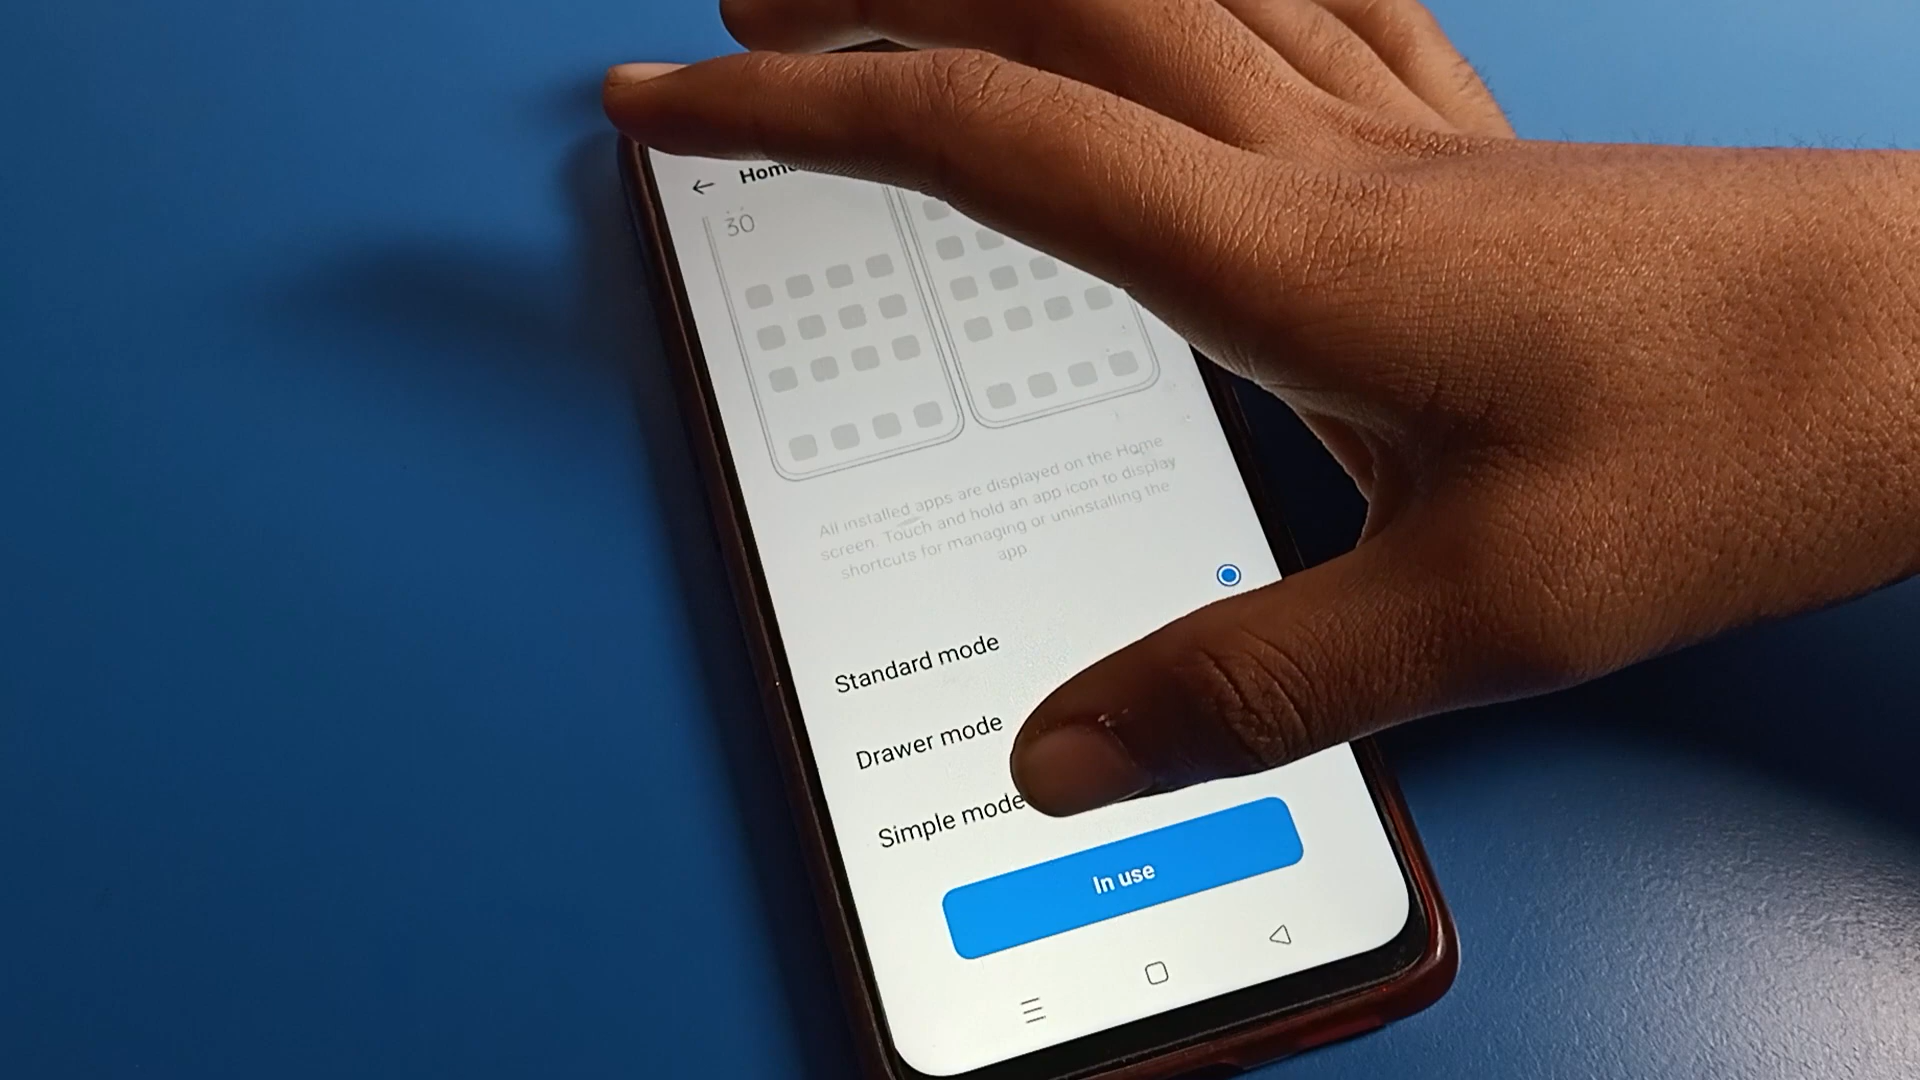 Home
30
All installed apps are displayed on the Home
screen. Touch and hold an app icon to display
shortcuts for managing or uninstalling the
app
Standard mode
Drawer mode
Simple mode
In use